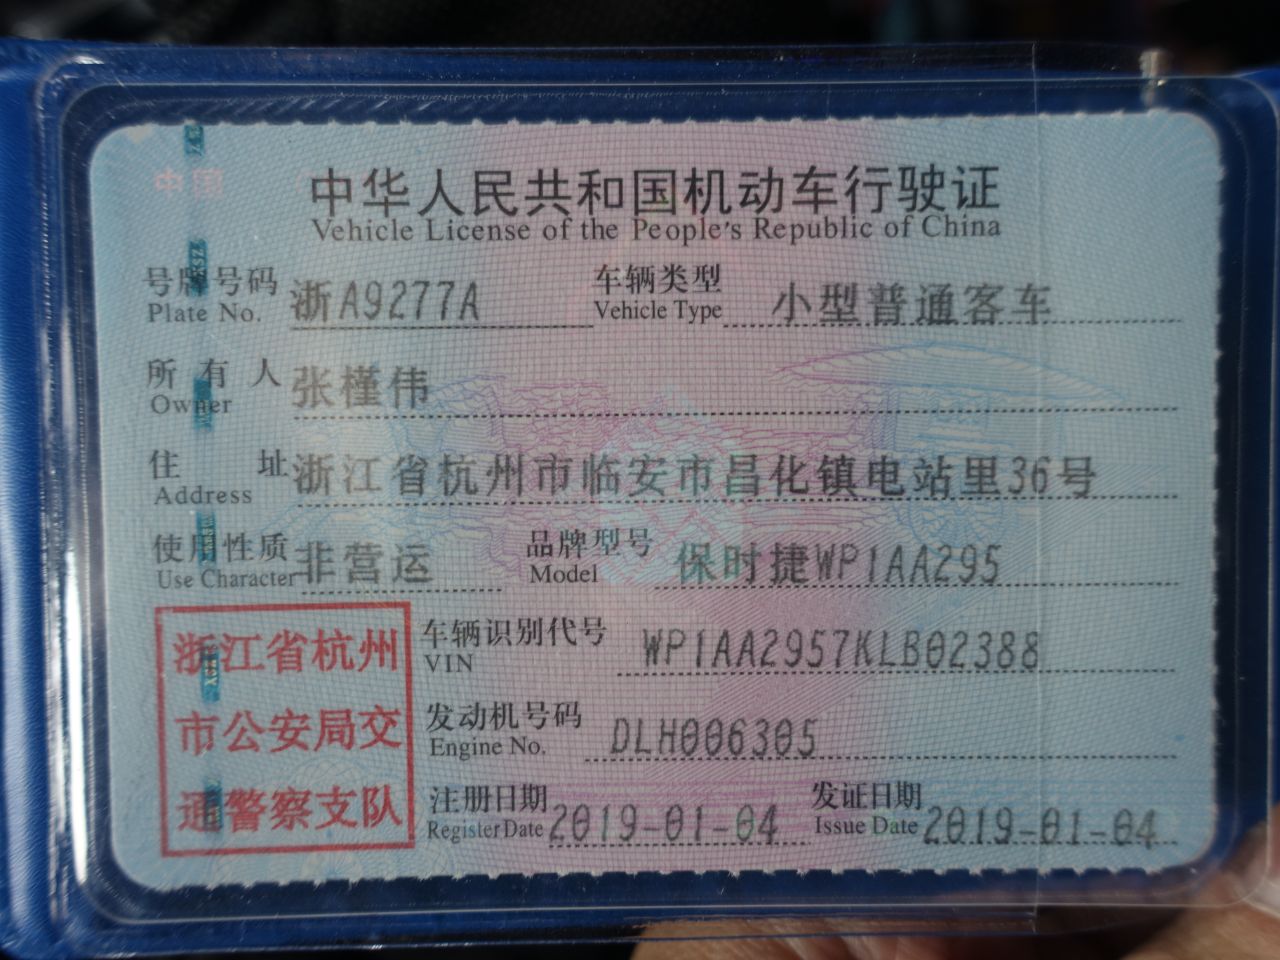 中国
中华人民共和国机动车行驶证
Vehicle License of the People's Republic of China
号牌号码 浙A9277A 车辆类型 小型普通客车
Plate No. Vehicle Type
所有人 张槿伟
Owner
住址 浙江省杭州市临安市昌化镇电站里36号
Address
使用性质 非营运 品牌型号 保时捷WP1AA295
Use Character Model
浙江省杭州
市公安局交
通警察支队
车辆识别代号 WP1AA2957KLB02388
VIN
发动机号码 DLH006305
Engine No.
注册日期 2019-01-04 发证日期 2019-01-04
Register Date Issue Date